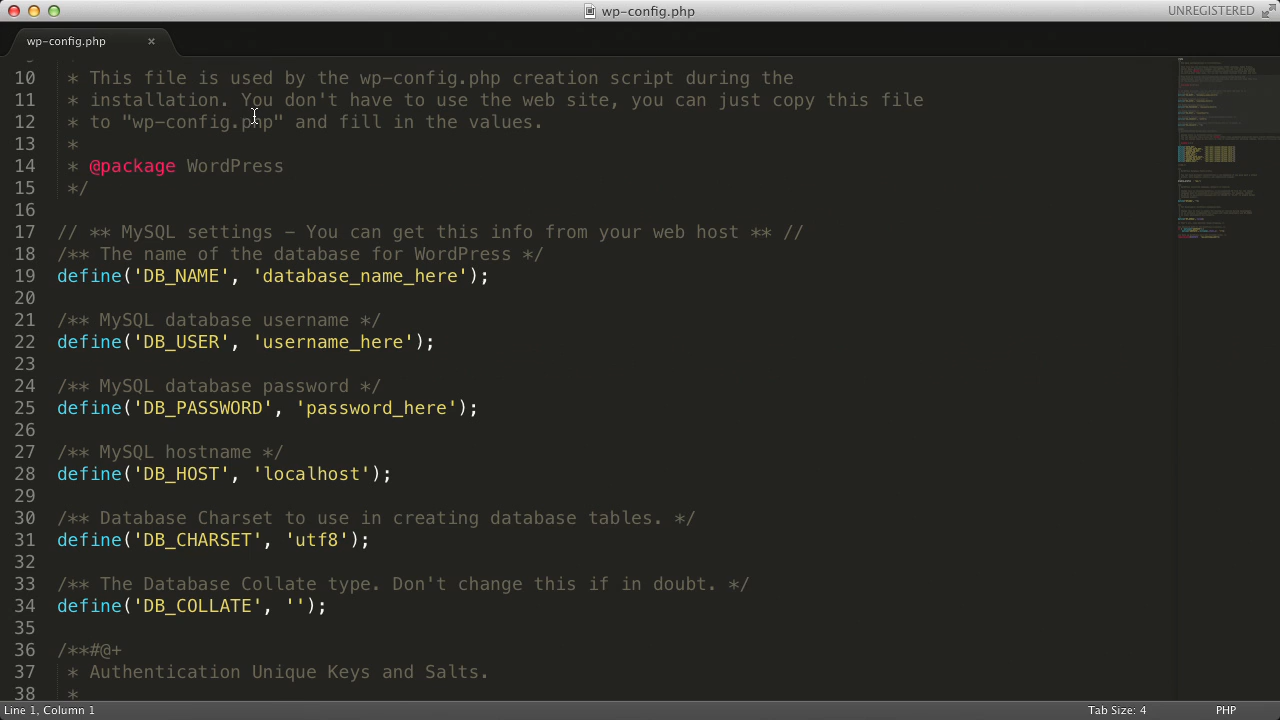 wp-config.php
UNREGISTERED
wp-config.php ×
10 * This file is used by the wp-config.php creation script during the
11 * installation. You don't have to use the web site, you can just copy this file
12 * to "wp-config.php" and fill in the values.
13 *
14 * @package WordPress
15 */
16
17 // ** MySQL settings - You can get this info from your web host ** //
18 /** The name of the database for WordPress */
19 define('DB_NAME', 'database_name_here');
20
21 /** MySQL database username */
22 define('DB_USER', 'username_here');
23
24 /** MySQL database password */
25 define('DB_PASSWORD', 'password_here');
26
27 /** MySQL hostname */
28 define('DB_HOST', 'localhost');
29
30 /** Database Charset to use in creating database tables. */
31 define('DB_CHARSET', 'utf8');
32
33 /** The Database Collate type. Don't change this if in doubt. */
34 define('DB_COLLATE', '');
35
36 /**#@+
37 * Authentication Unique Keys and Salts.
38 *
Line 1, Column 1
Tab Size: 4
PHP